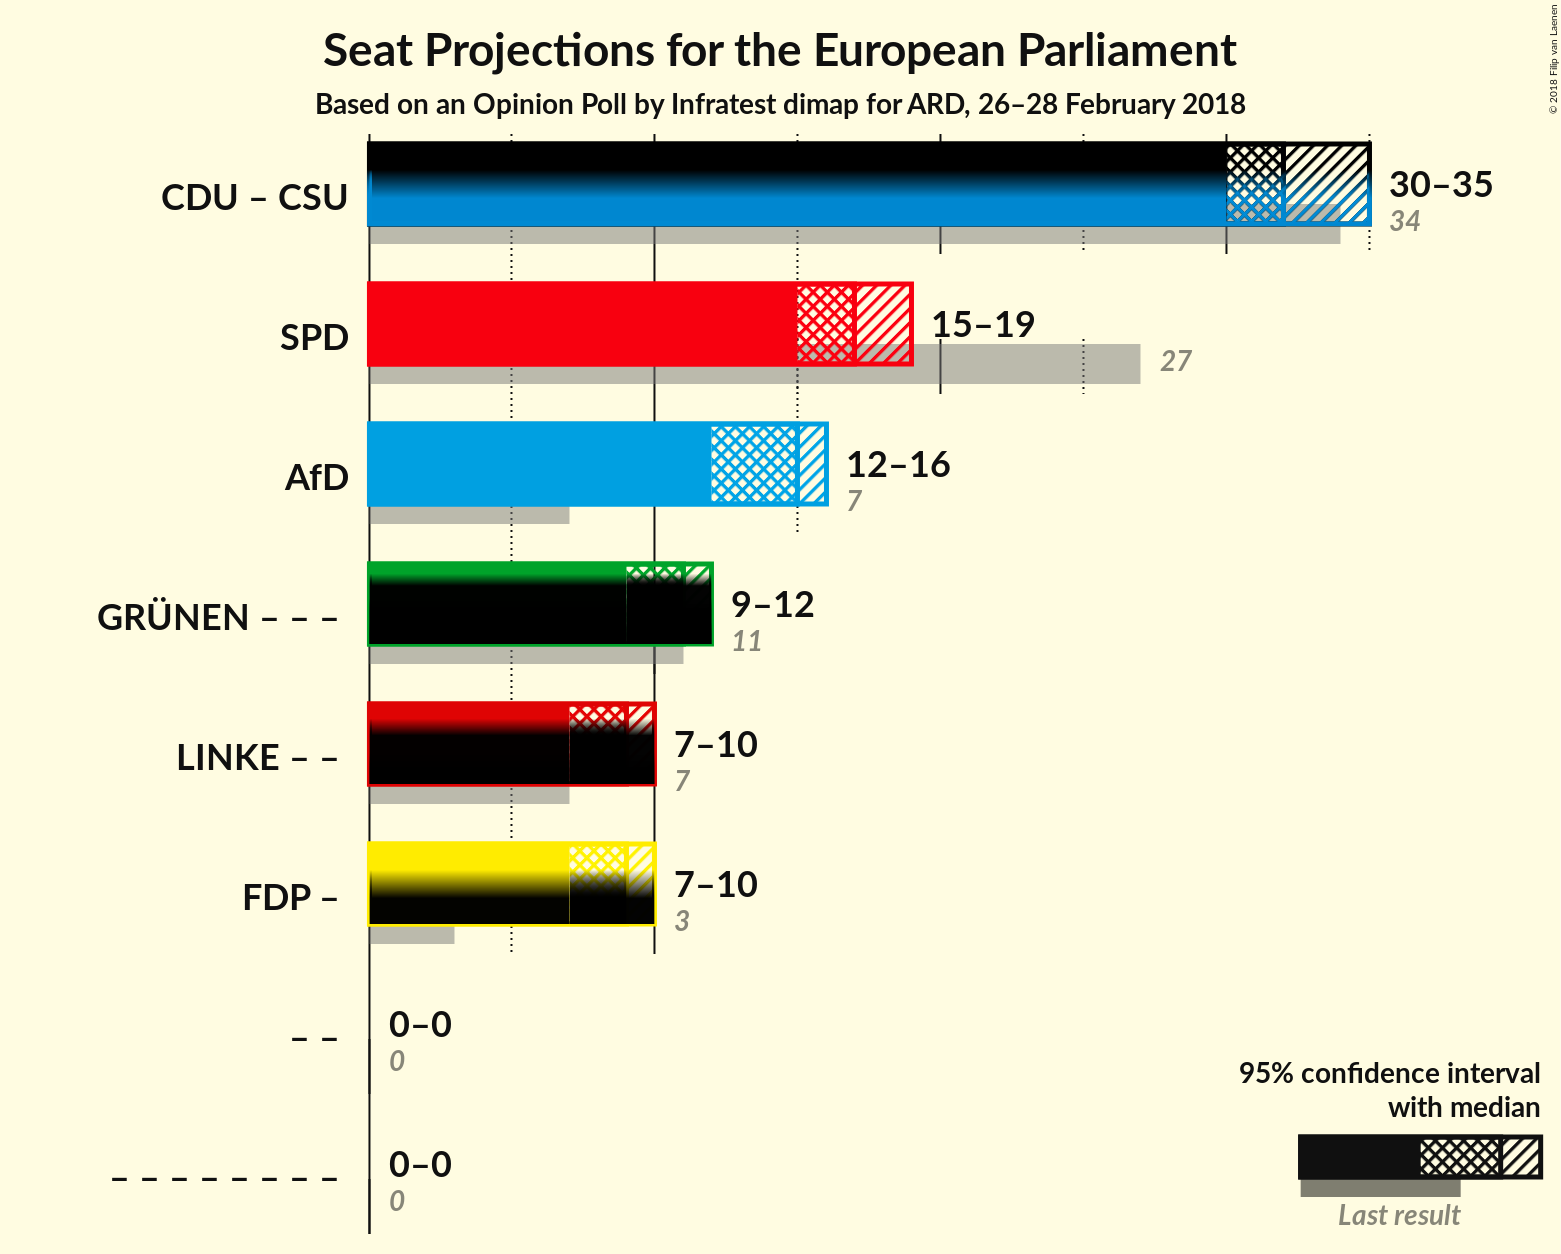 Seat Projections for the European Parliament
Based on an Opinion Poll by Infratest dimap for ARD, 26–28 February 2018
© 2018 Filip van Laenen
CDU – CSU
30–35
34
SPD
15–19
27
AfD
12–16
7
GRÜNEN – – –
9–12
11
LINKE – –
7–10
7
FDP –
7–10
3
– –
0–0
0
– – – – – – – –
0–0
0
95% confidence interval
with median
Last result